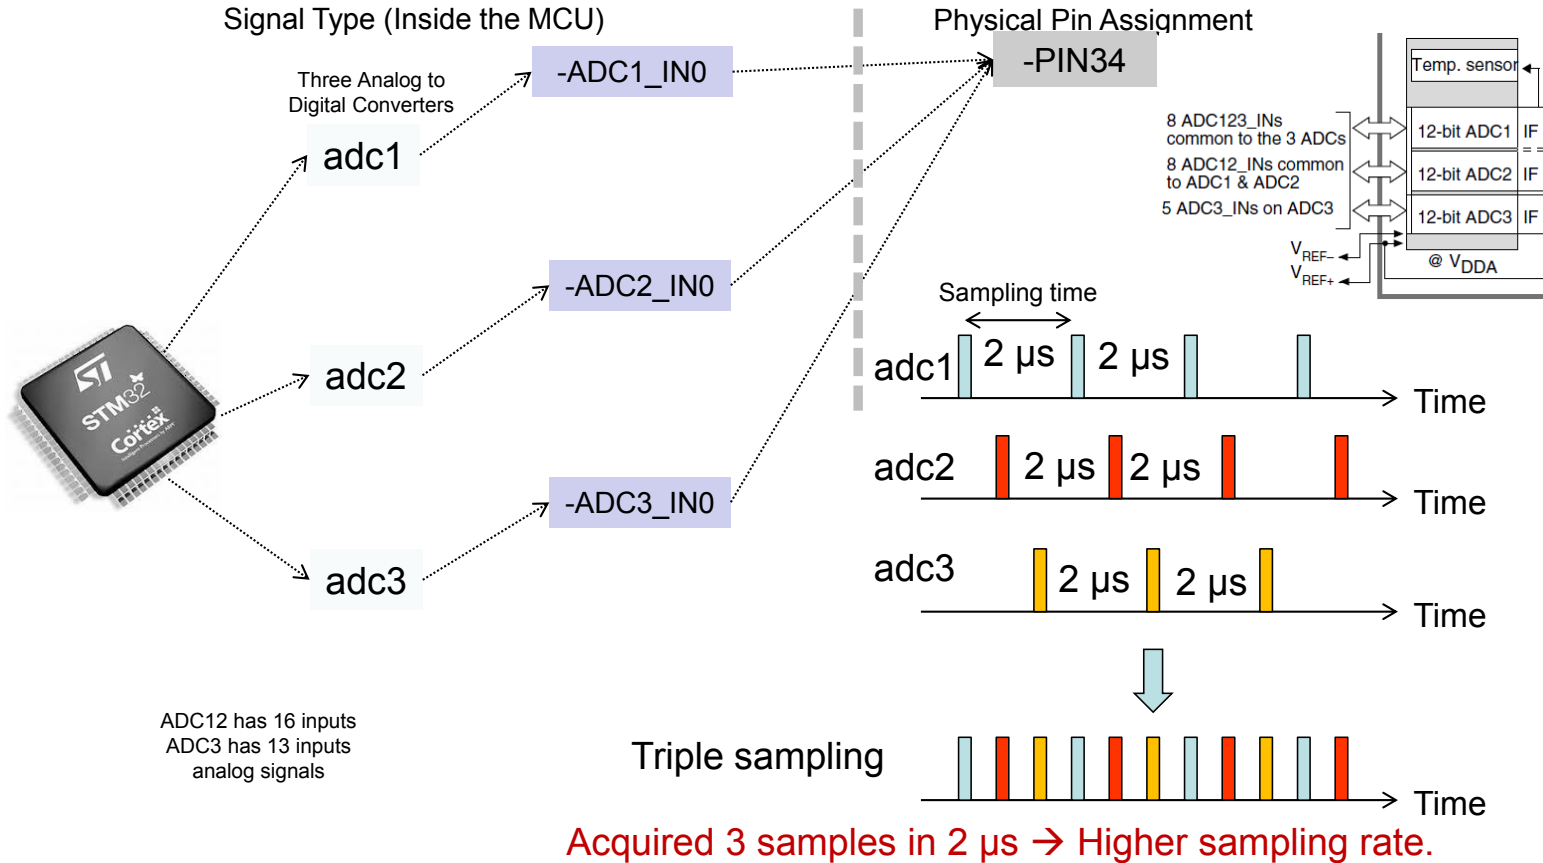 Signal Type (Inside the MCU)
Physical Pin Assignment
Three Analog to
Digital Converters
adc1
-ADC1_IN0
-PIN34
adc2
-ADC2_IN0
adc3
-ADC3_IN0
STM32
Cortex
Temp. sensor
8 ADC123_INs
common to the 3 ADCs
12-bit ADC1 IF
8 ADC12_INs common
to ADC1 & ADC2
12-bit ADC2 IF
5 ADC3_INs on ADC3
12-bit ADC3 IF
VREF–
VREF+
@ VDDA
Sampling time
adc1 2 µs 2 µs
Time
adc2 2 µs 2 µs
Time
adc3 2 µs 2 µs
Time
ADC12 has 16 inputs
ADC3 has 13 inputs
analog signals
Triple sampling
Time
Acquired 3 samples in 2 µs → Higher sampling rate.